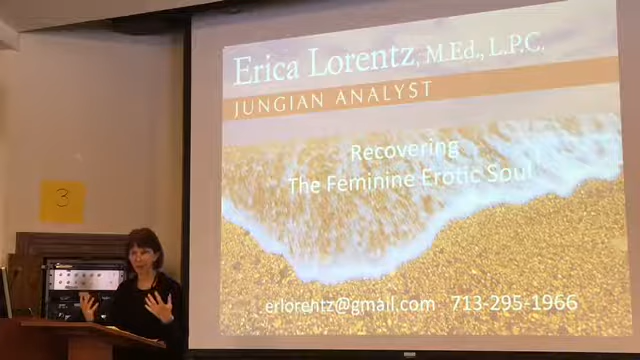 Erica Lorentz, M.Ed., L.P.C.
JUNGIAN ANALYST
Recovering
The Feminine Erotic Soul
erlorentz@gmail.com 713-295-1966
3